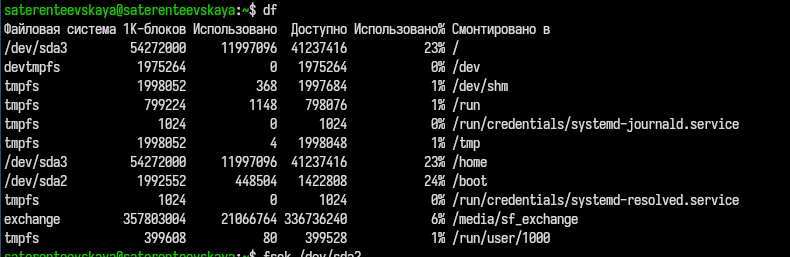 saterenteevskaya@saterenteevskaya:~$ df
Файловая система 1K-блоков Использовано Доступно Использовано% Смонтировано в
/dev/sda3 54272000 11997096 41237416 23% /
devtmpfs 1975264 0 1975264 0% /dev
tmpfs 1998052 368 1997684 1% /dev/shm
tmpfs 799224 1148 798076 1% /run
tmpfs 1024 0 1024 0% /run/credentials/systemd-journald.service
tmpfs 1998052 4 1998048 1% /tmp
/dev/sda3 54272000 11997096 41237416 23% /home
/dev/sda2 1992552 448504 1422808 24% /boot
tmpfs 1024 0 1024 0% /run/credentials/systemd-resolved.service
exchange 357803004 21066764 336736240 6% /media/sf_exchange
tmpfs 399608 80 399528 1% /run/user/1000
saterenteevskaya@saterenteevskaya:~$ fsck /dev/sda2